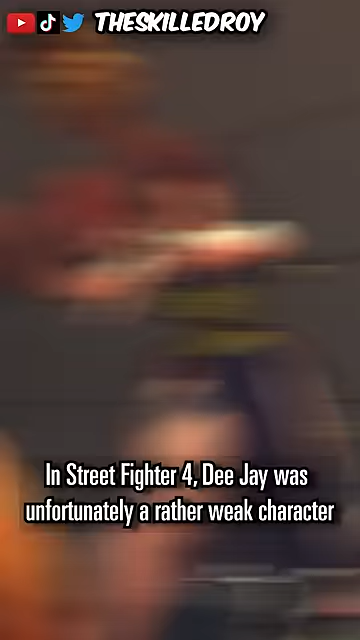 THESKILLEDROY
In Street Fighter 4, Dee Jay was
unfortunately a rather weak character